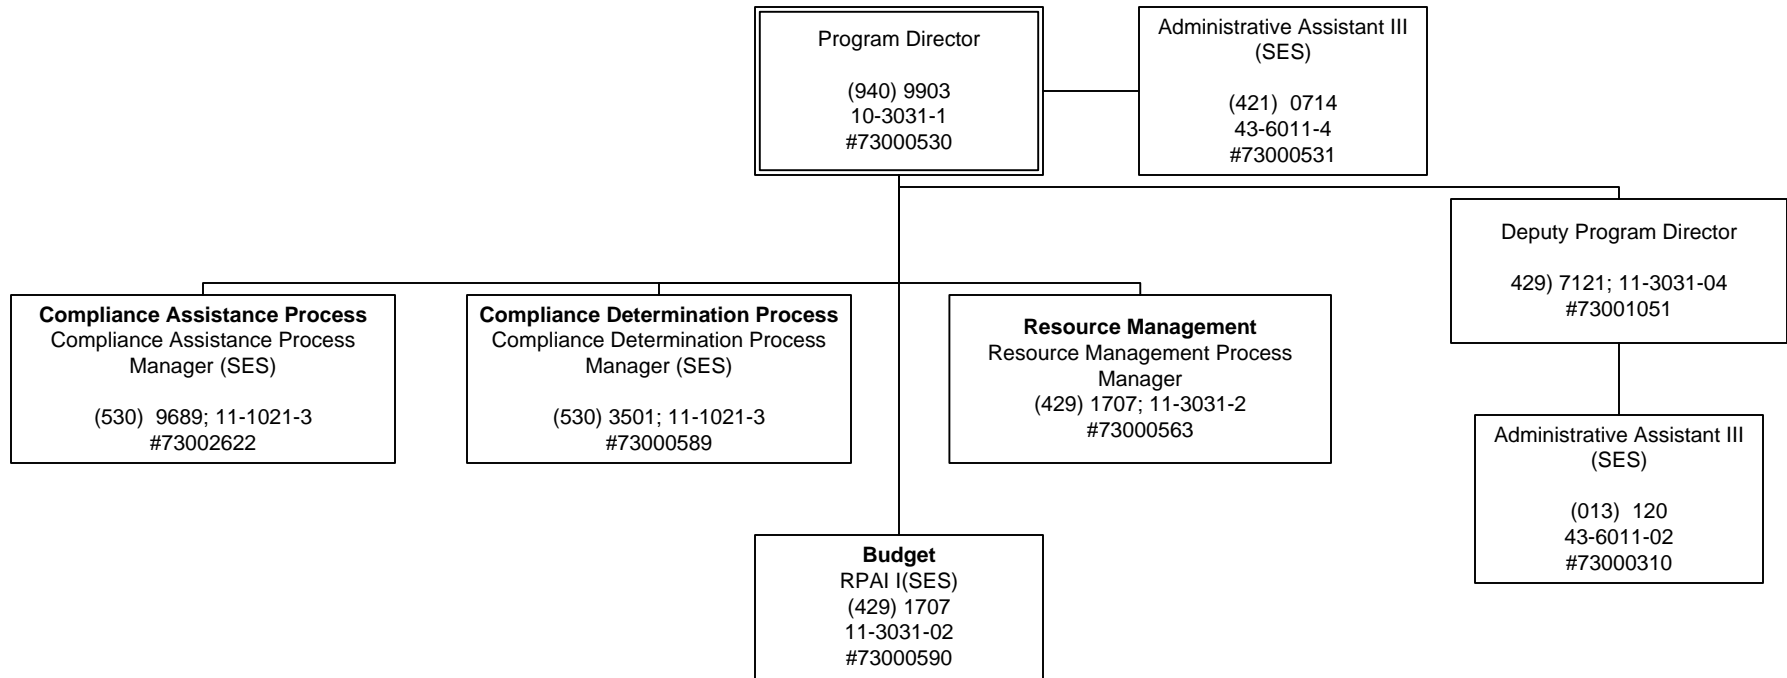 Program Director
(940) 9903
10-3031-1
#73000530
Administrative Assistant III
(SES)
(421) 0714
43-6011-4
#73000531
Deputy Program Director
429) 7121; 11-3031-04
#73001051
Compliance Assistance Process
Compliance Assistance Process
Manager (SES)
(530) 9689; 11-1021-3
#73002622
Compliance Determination Process
Compliance Determination Process
Manager (SES)
(530) 3501; 11-1021-3
#73000589
Resource Management
Resource Management Process
Manager
(429) 1707; 11-3031-2
#73000563
Administrative Assistant III
(SES)
(013) 120
43-6011-02
#73000310
Budget
RPAI I(SES)
(429) 1707
11-3031-02
#73000590